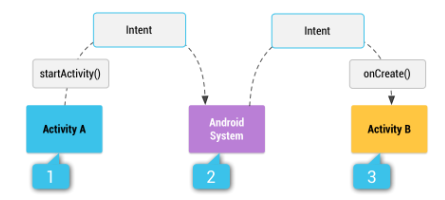 Intent
Intent
startActivity()
onCreate()
Activity A
Android
System
Activity B
1
2
3